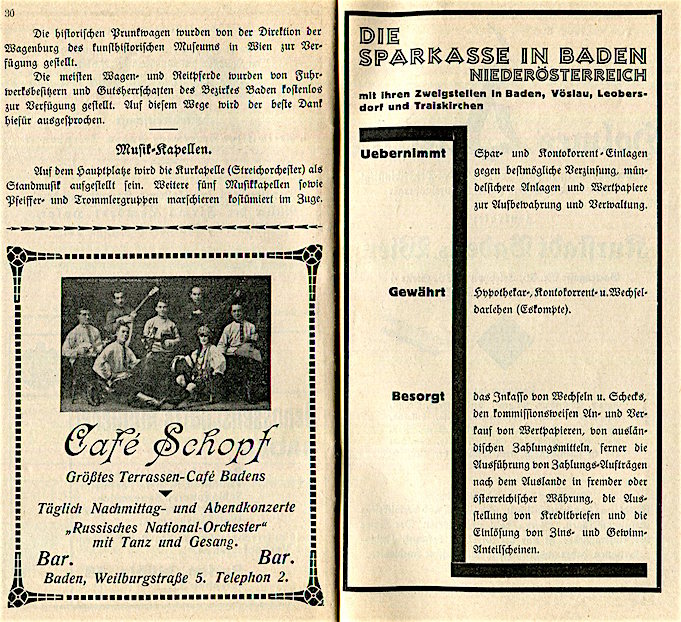 30
Die historischen Prunkwagen wurden von der Direktion der
Wagenburg des kunsthistorischen Museums in Wien zur Ver-
fügung gestellt.
Die meisten Wagen- und Reitpferde wurden von Fuhr-
werksbesitzern und Gutsherrschaften des Bezirkes Baden kostenlos
zur Verfügung gestellt. Auf diesem Wege wird der beste Dank
hiefür ausgesprochen.
Musik-Kapellen.
Auf dem Hauptplatze wird die Kurkapelle (Streichorchester) als
Standmusik aufgestellt sein. Weitere fünf Musikkapellen sowie
Pfeiffer- und Trommlergruppen marschieren kostümiert im Zuge.
Café Schopf
Größtes Terrassen-Café Badens
Täglich Nachmittag- und Abendkonzerte
„Russisches National-Orchester“
mit Tanz und Gesang.
Bar. Bar.
Baden, Weilburgstraße 5. Telephon 2.
DIE
SPARKASSE IN BADEN
NIEDERÖSTERREICH
mit ihren Zweigstellen in Baden, Vöslau, Leobers-
dorf und Traiskirchen
Uebernimmt
Spar- und Kontokorrent-Einlagen
gegen bestmögliche Verzinsung, mün-
delsichere Anlagen und Wertpapiere
zur Aufbewahrung und Verwaltung.
Gewährt
Hypothekar-, Kontokorrent- u. Wechsel-
darlehen (Eskompte).
Besorgt
das Inkasso von Wechseln u. Schecks,
den kommissionsweisen An- und Ver-
kauf von Wertpapieren, von auslän-
dischen Zahlungsmitteln, ferner die
Ausführung von Zahlungs-Aufträgen
nach dem Auslande in fremder oder
österreichischer Währung, die Aus-
stellung von Kreditbriefen und die
Einlösung von Zins- und Gewinn-
Anteilscheinen.